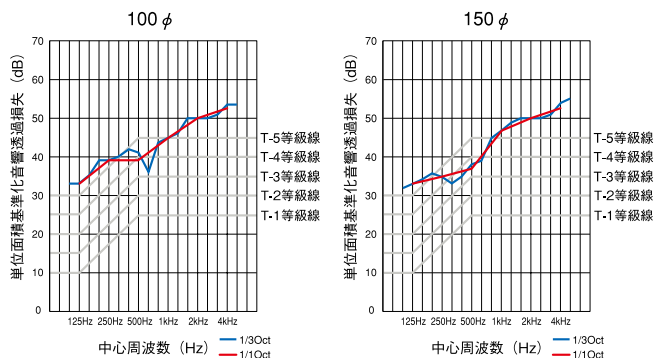 100φ
単位面積基準化音響透過損失（dB）
70
60
50
40
30
20
10
0
T-5等級線
T-4等級線
T-3等級線
T-2等級線
T-1等級線
125Hz 250Hz 500Hz 1kHz 2kHz 4kHz
中心周波数（Hz）
1/3Oct
1/1Oct
150φ
単位面積基準化音響透過損失（dB）
70
60
50
40
30
20
10
0
T-5等級線
T-4等級線
T-3等級線
T-2等級線
T-1等級線
125Hz 250Hz 500Hz 1kHz 2kHz 4kHz
中心周波数（Hz）
1/3Oct
1/1Oct